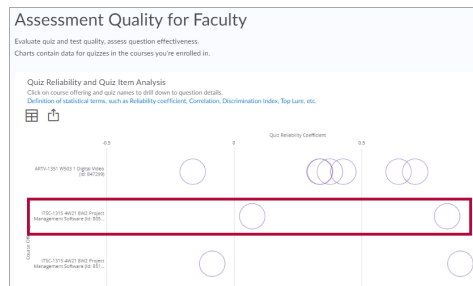 Assessment Quality for Faculty
Evaluate quiz and test quality, assess question effectiveness.
Charts contain data for quizzes in the courses you're enrolled in.
Quiz Reliability and Quiz Item Analysis
Click on course offering and quiz names to drill down to question details.
Definition of statistical terms, such as Reliability coefficient, Correlation, Discrimination Index, Top Lure, etc.
Quiz Reliability Coefficient
-0.5 0 0.5
ARTV-1351 W503 1 Digital Video
(Id: 847209)
ITSC-1315 4W21 8W2 Project
Management Software (Id: 805...
Course Off
ITSC-1315 4W21 8W3 Project
Management Software (Id: 831...